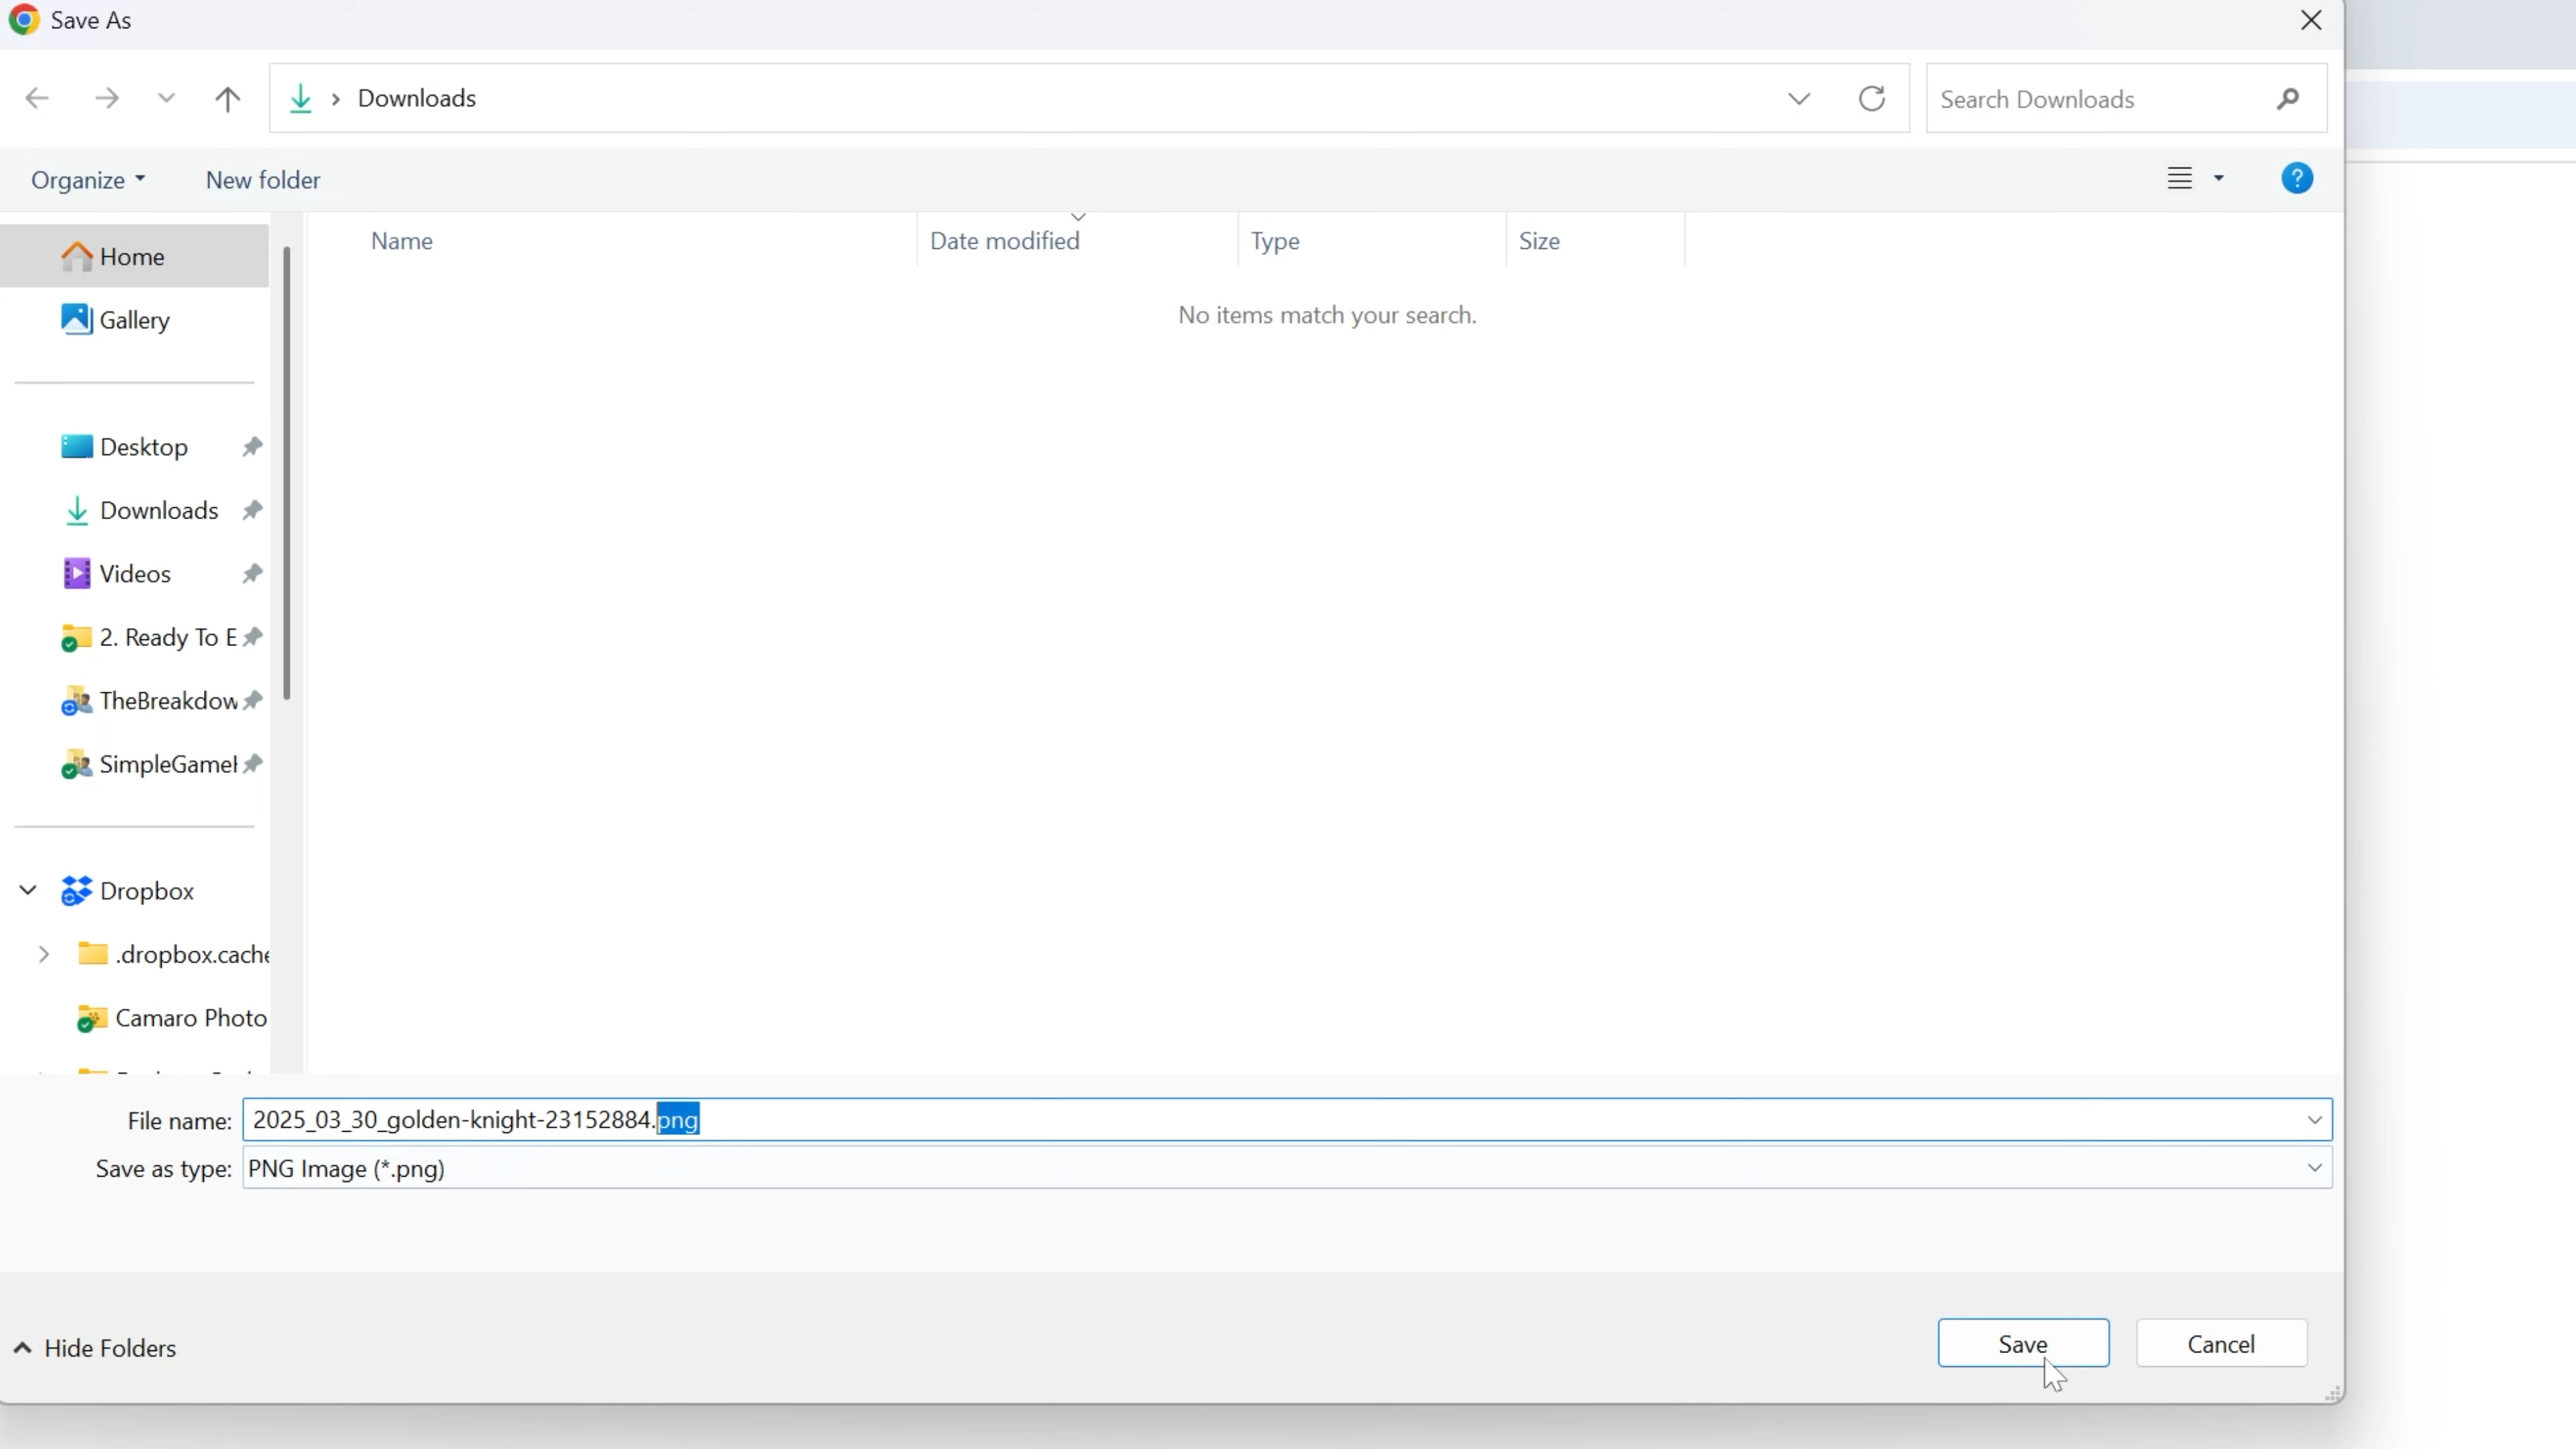 Save As
Downloads
Search Downloads
Organize
New folder
Name
Date modified
Type
Size
No items match your search.
Home
Gallery
Desktop
Downloads
Videos
2. Ready To E
TheBreakdow
SimpleGame
Dropbox
.dropbox.cache
Camaro Photo
File name: 2025_03_30_golden-knight-23152884.png
Save as type: PNG Image (*.png)
Hide Folders
Save
Cancel